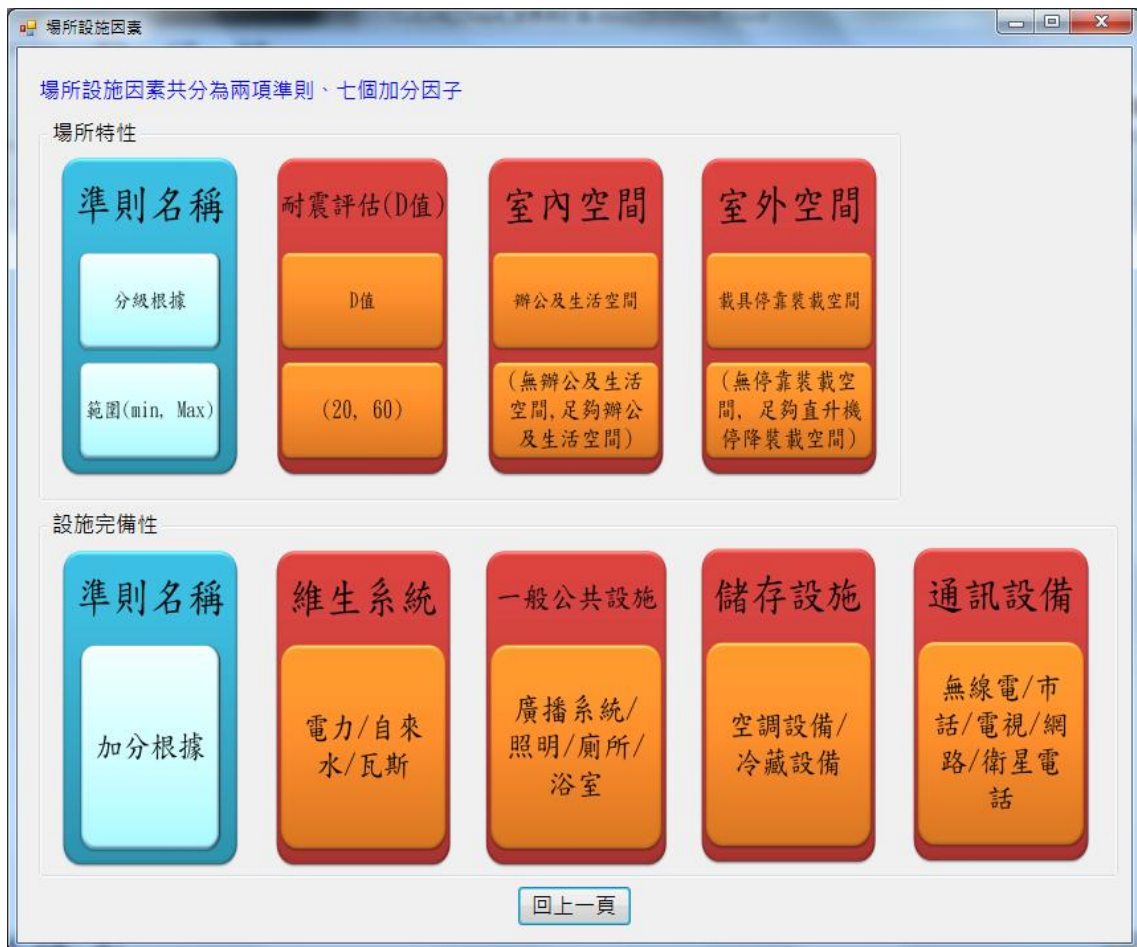 場所設施因素
場所設施因素共分為兩項準則、七個加分因子
場所特性
準則名稱
分級根據
範圍(min, Max)
耐震評估(D值)
D值
(20, 60)
室內空間
辦公及生活空間
(無辦公及生活
空間,足夠辦公
及生活空間)
室外空間
載具停靠裝載空間
(無停靠裝載空
間, 足夠直升機
停降裝載空間)
設施完備性
準則名稱
加分根據
維生系統
電力/自來
水/瓦斯
一般公共設施
廣播系統/
照明/廁所/
浴室
儲存設施
空調設備/
冷藏設備
通訊設備
無線電/市
話/電視/網
路/衛星電
話
回上一頁